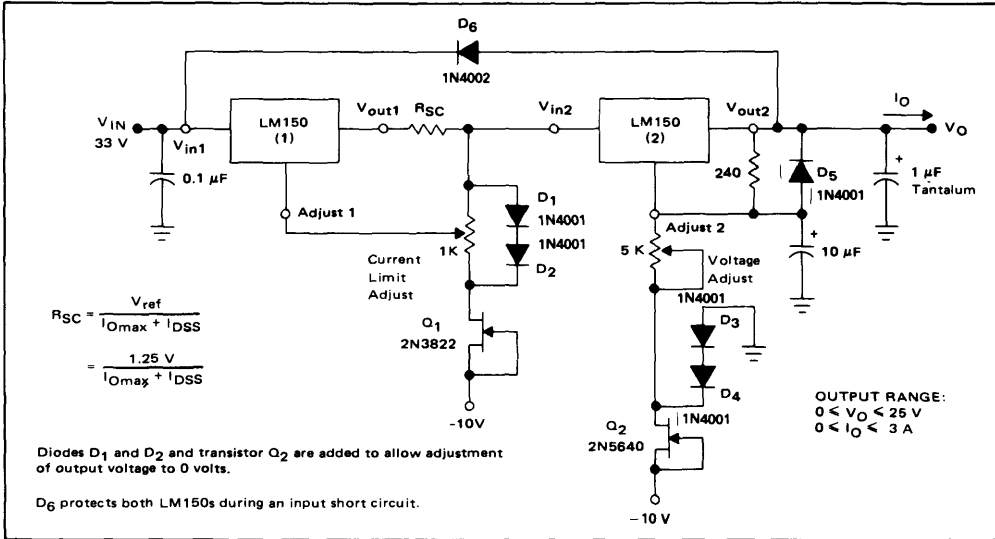 D6
1N4002
VIN
33 V
Vin1
0.1 µF
LM150
(1)
Vout1
RSC
Vin2
LM150
(2)
Vout2
IO
VO
240
D5
1N4001
+
1 µF
Tantalum
Adjust 1
1K
D1
1N4001
1N4001
D2
Current
Limit
Adjust
Adjust 2
5 K
Voltage
Adjust
+
10 µF
1N4001
D3
D4
1N4001
RSC = Vref / IOmax + IDSS
= 1.25 V / IOmax + IDSS
Q1
2N3822
-10V
Q2
2N5640
-10 V
OUTPUT RANGE:
0 ≤ VO ≤ 25 V
0 ≤ IO ≤ 3 A
Diodes D1 and D2 and transistor Q2 are added to allow adjustment
of output voltage to 0 volts.
D6 protects both LM150s during an input short circuit.